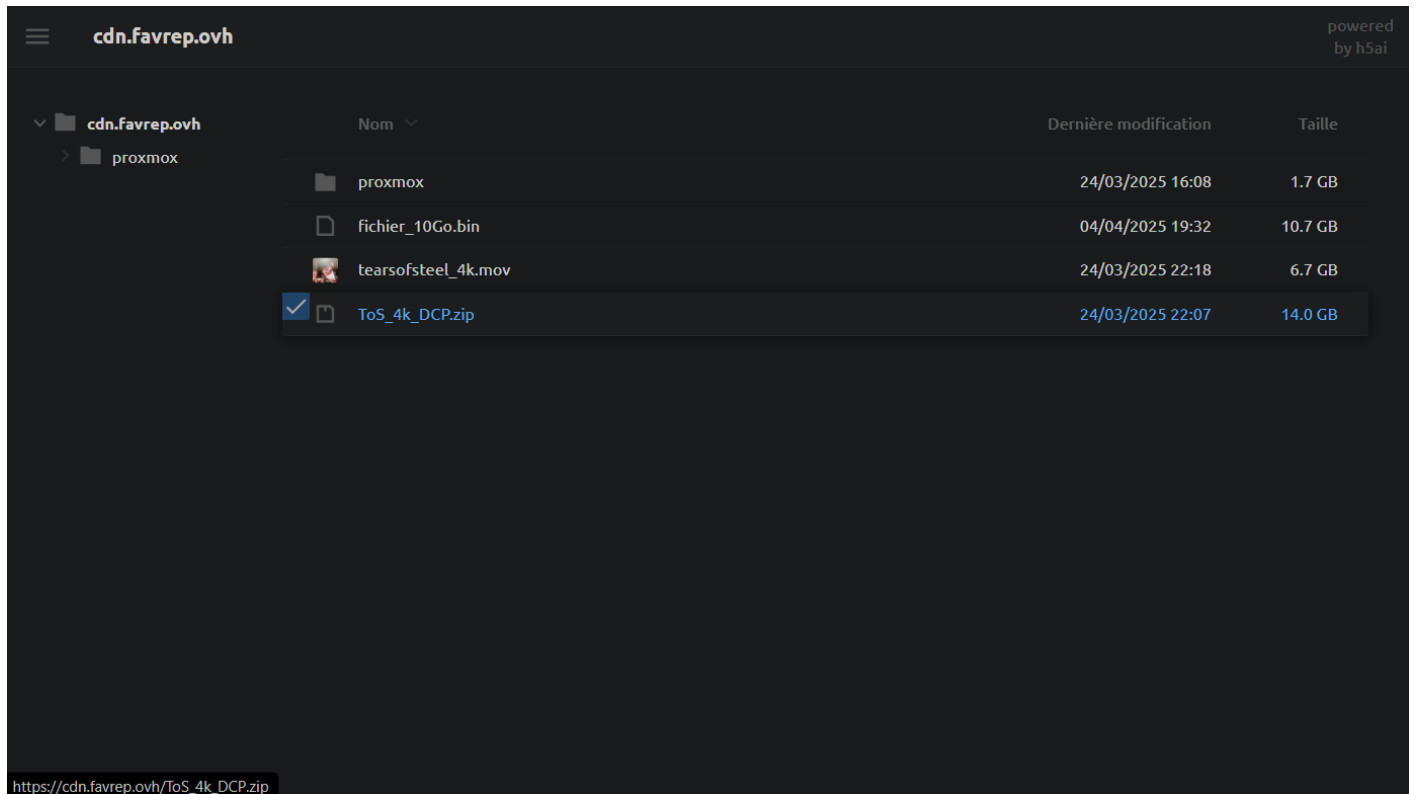 cdn.favrep.ovh
powered
by h5ai
cdn.favrep.ovh
proxmox
Nom Dernière modification Taille
proxmox 24/03/2025 16:08 1.7 GB
fichier_10Go.bin 04/04/2025 19:32 10.7 GB
tearsofsteel_4k.mov 24/03/2025 22:18 6.7 GB
ToS_4k_DCP.zip 24/03/2025 22:07 14.0 GB
https://cdn.favrep.ovh/ToS_4k_DCP.zip